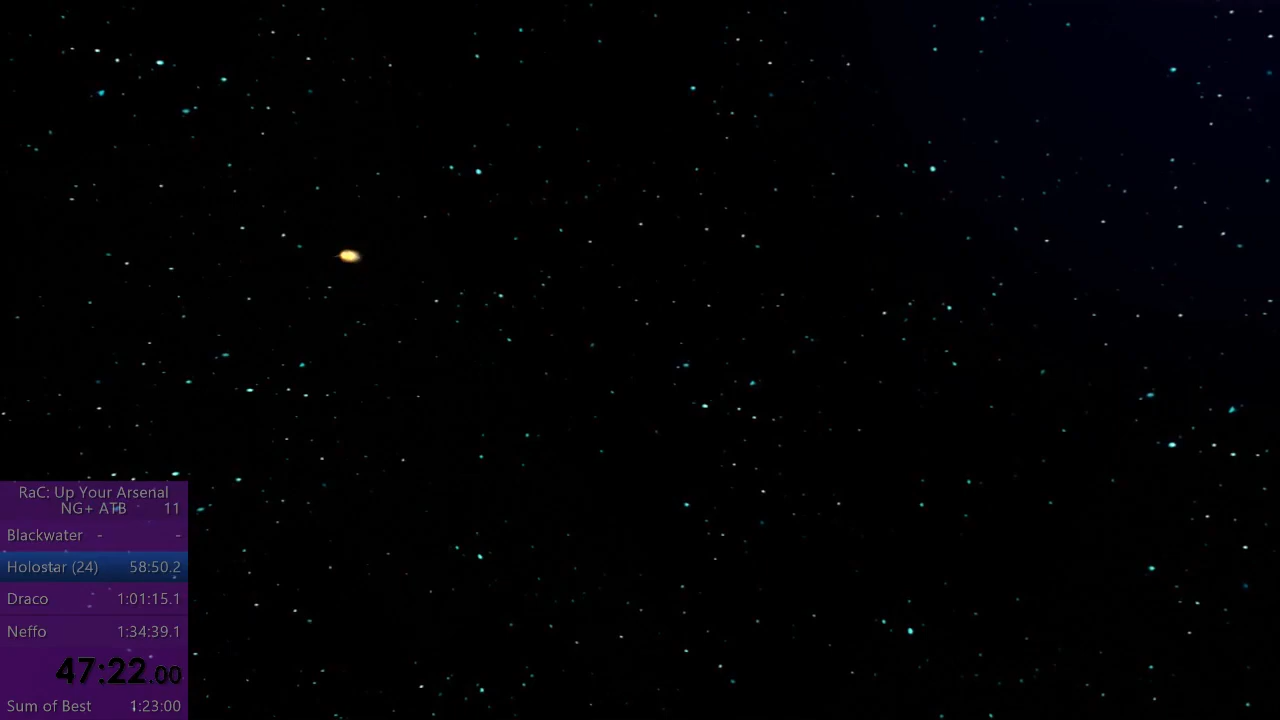 RaC: Up Your Arsenal
NG+ ATB 11
Blackwater - -
Holostar (24) 58:50.2
Draco 1:01:15.1
Neffo 1:34:39.1
47:22.00
Sum of Best 1:23:00